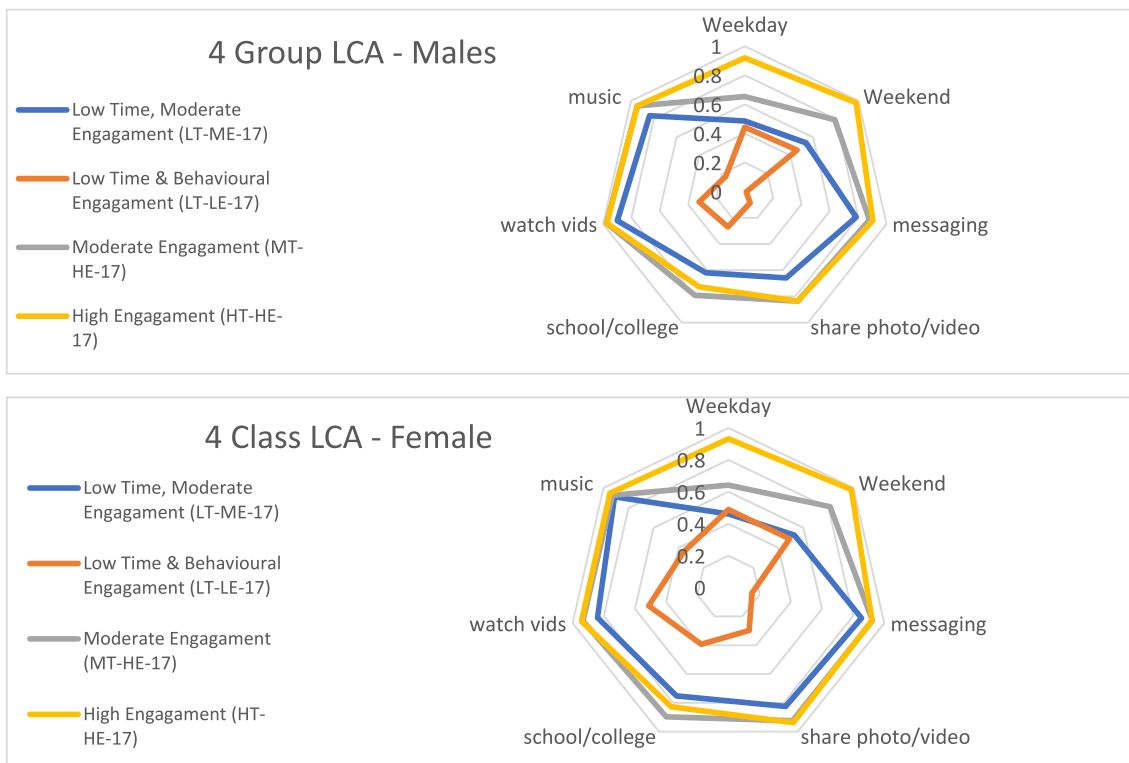 4 Group LCA - Males
Low Time, Moderate
Engagament (LT-ME-17)
Low Time & Behavioural
Engagement (LT-LE-17)
Moderate Engagament (MT-
HE-17)
High Engagament (HT-HE-
17)
Weekday
1
0.8
0.6
0.4
0.2
0
Weekend
messaging
share photo/video
school/college
watch vids
music
4 Class LCA - Female
Low Time, Moderate
Engagament (LT-ME-17)
Low Time & Behavioural
Engagement (LT-LE-17)
Moderate Engagament
(MT-HE-17)
High Engagament (HT-
HE-17)
Weekday
1
0.8
0.6
0.4
0.2
0
Weekend
messaging
share photo/video
school/college
watch vids
music